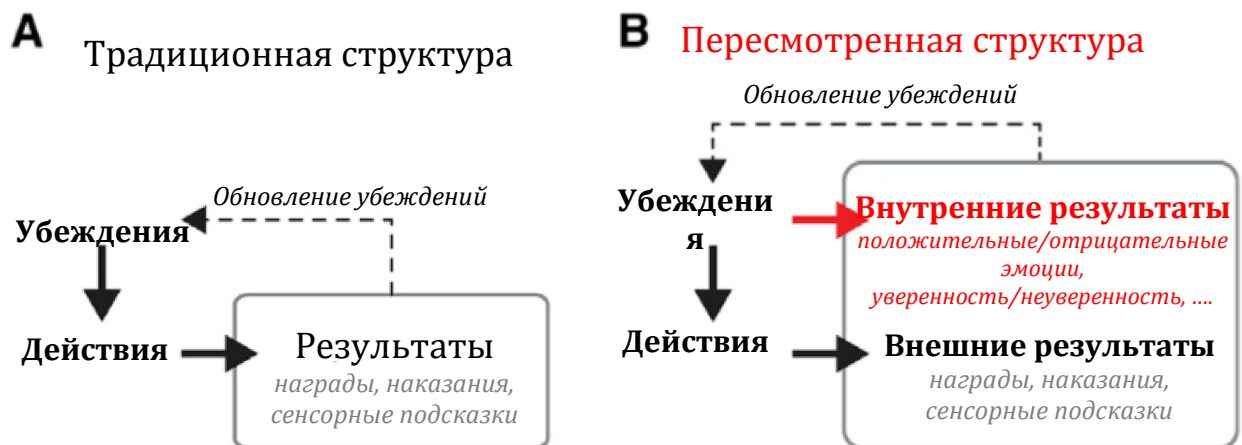 A
Традиционная структура
Обновление убеждений
Убеждения
Действия
Результаты
награды, наказания,
сенсорные подсказки
B
Пересмотренная структура
Обновление убеждений
Убеждени
я
Внутренние результаты
положительные/отрицательные
эмоции,
уверенность/неуверенность, ....
Действия
Внешние результаты
награды, наказания,
сенсорные подсказки